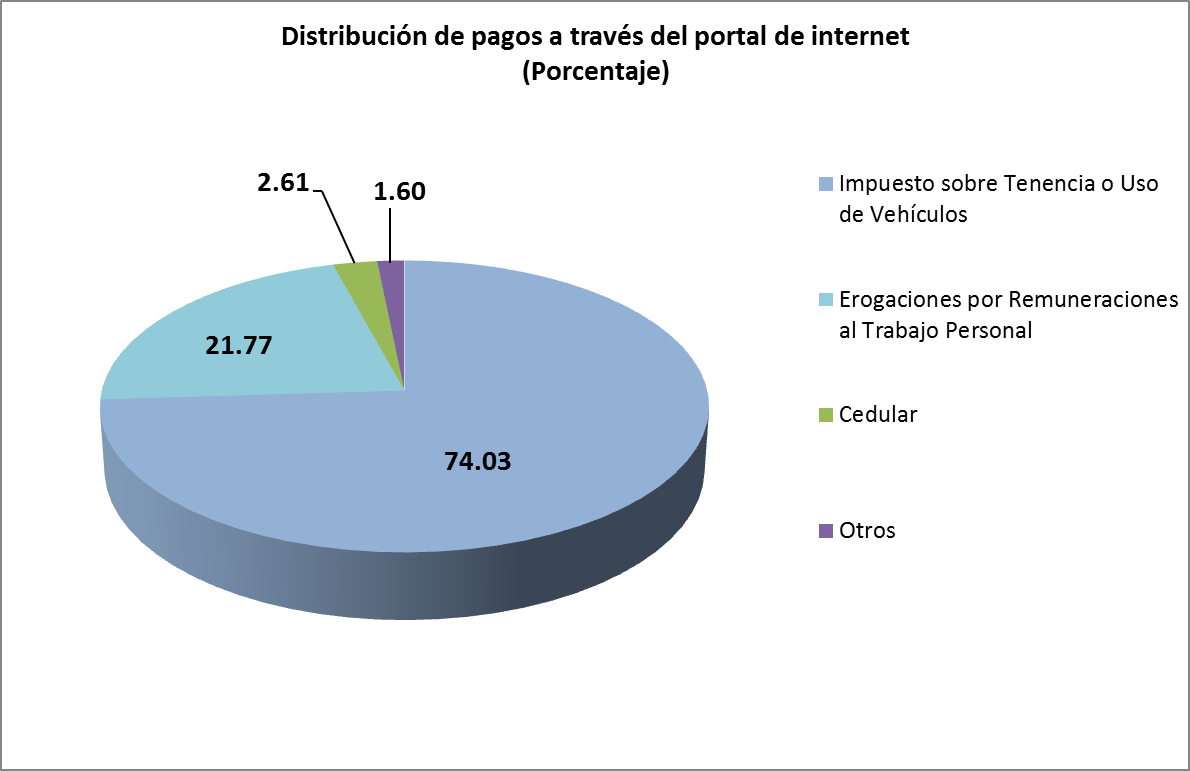 Distribución de pagos a través del portal de internet
(Porcentaje)
2.61
1.60
21.77
74.03
Impuesto sobre Tenencia o Uso
de Vehículos
Erogaciones por Remuneraciones
al Trabajo Personal
Cedular
Otros